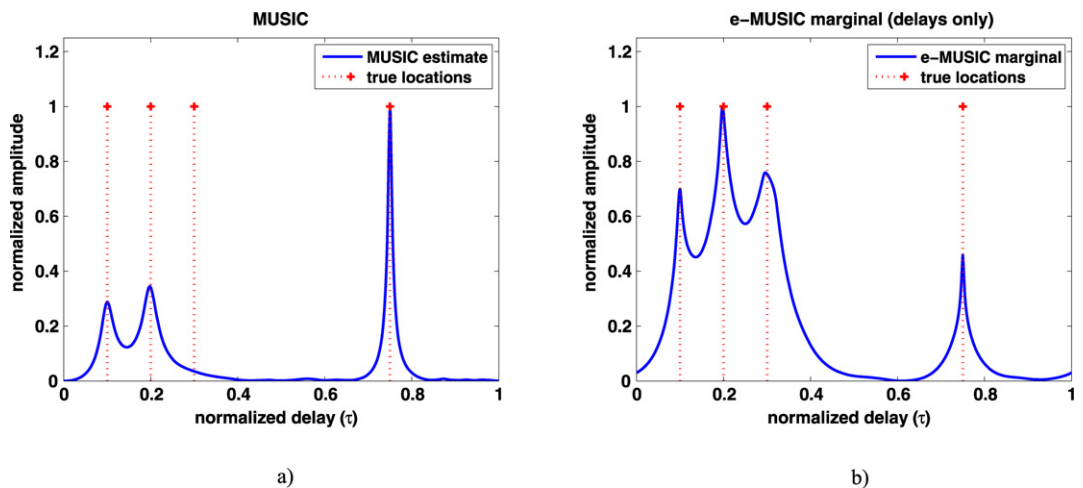 MUSIC
MUSIC estimate
true locations
normalized amplitude
1.2
1
0.8
0.6
0.4
0.2
0
0 0.2 0.4 0.6 0.8 1
normalized delay (τ)
a)
e−MUSIC marginal (delays only)
e−MUSIC marginal
true locations
normalized amplitude
1.2
1
0.8
0.6
0.4
0.2
0
0 0.2 0.4 0.6 0.8 1
normalized delay (τ)
b)